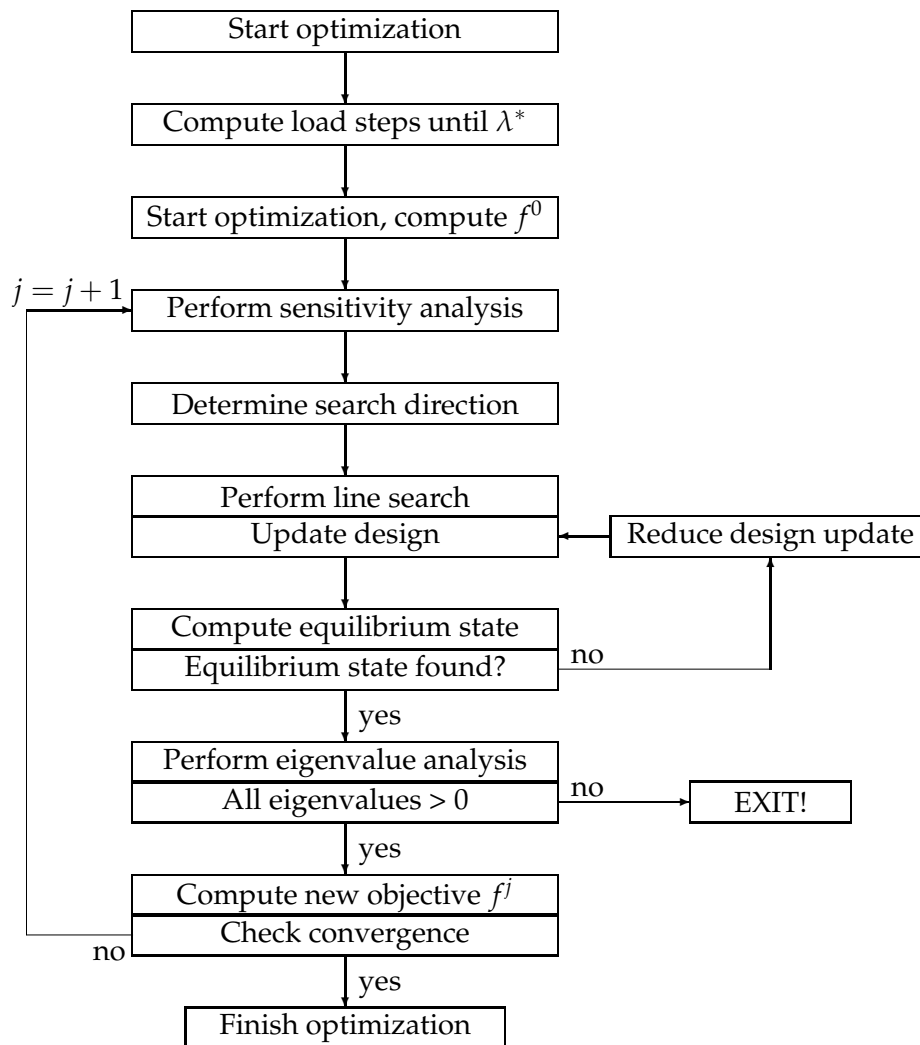 Start optimization
Compute load steps until λ*
Start optimization, compute f⁰
j = j + 1
Perform sensitivity analysis
Determine search direction
Perform line search
Update design
Reduce design update
Compute equilibrium state
Equilibrium state found?
no
yes
Perform eigenvalue analysis
All eigenvalues > 0
no
EXIT!
yes
Compute new objective fʲ
Check convergence
no
yes
Finish optimization